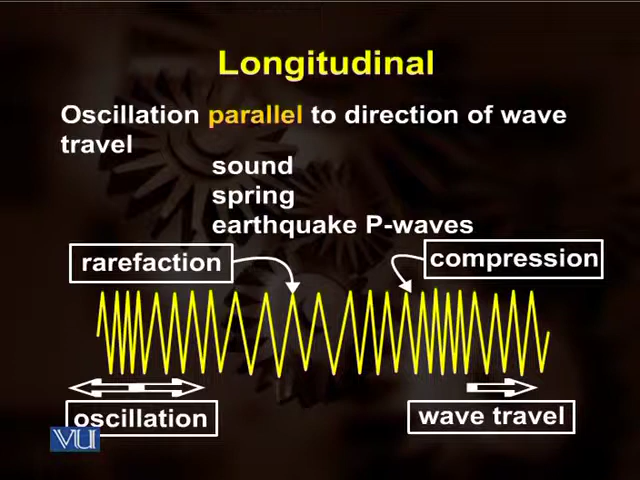 Longitudinal
Oscillation parallel to direction of wave
travel
sound
spring
earthquake P-waves
rarefaction
compression
oscillation
wave travel
VU